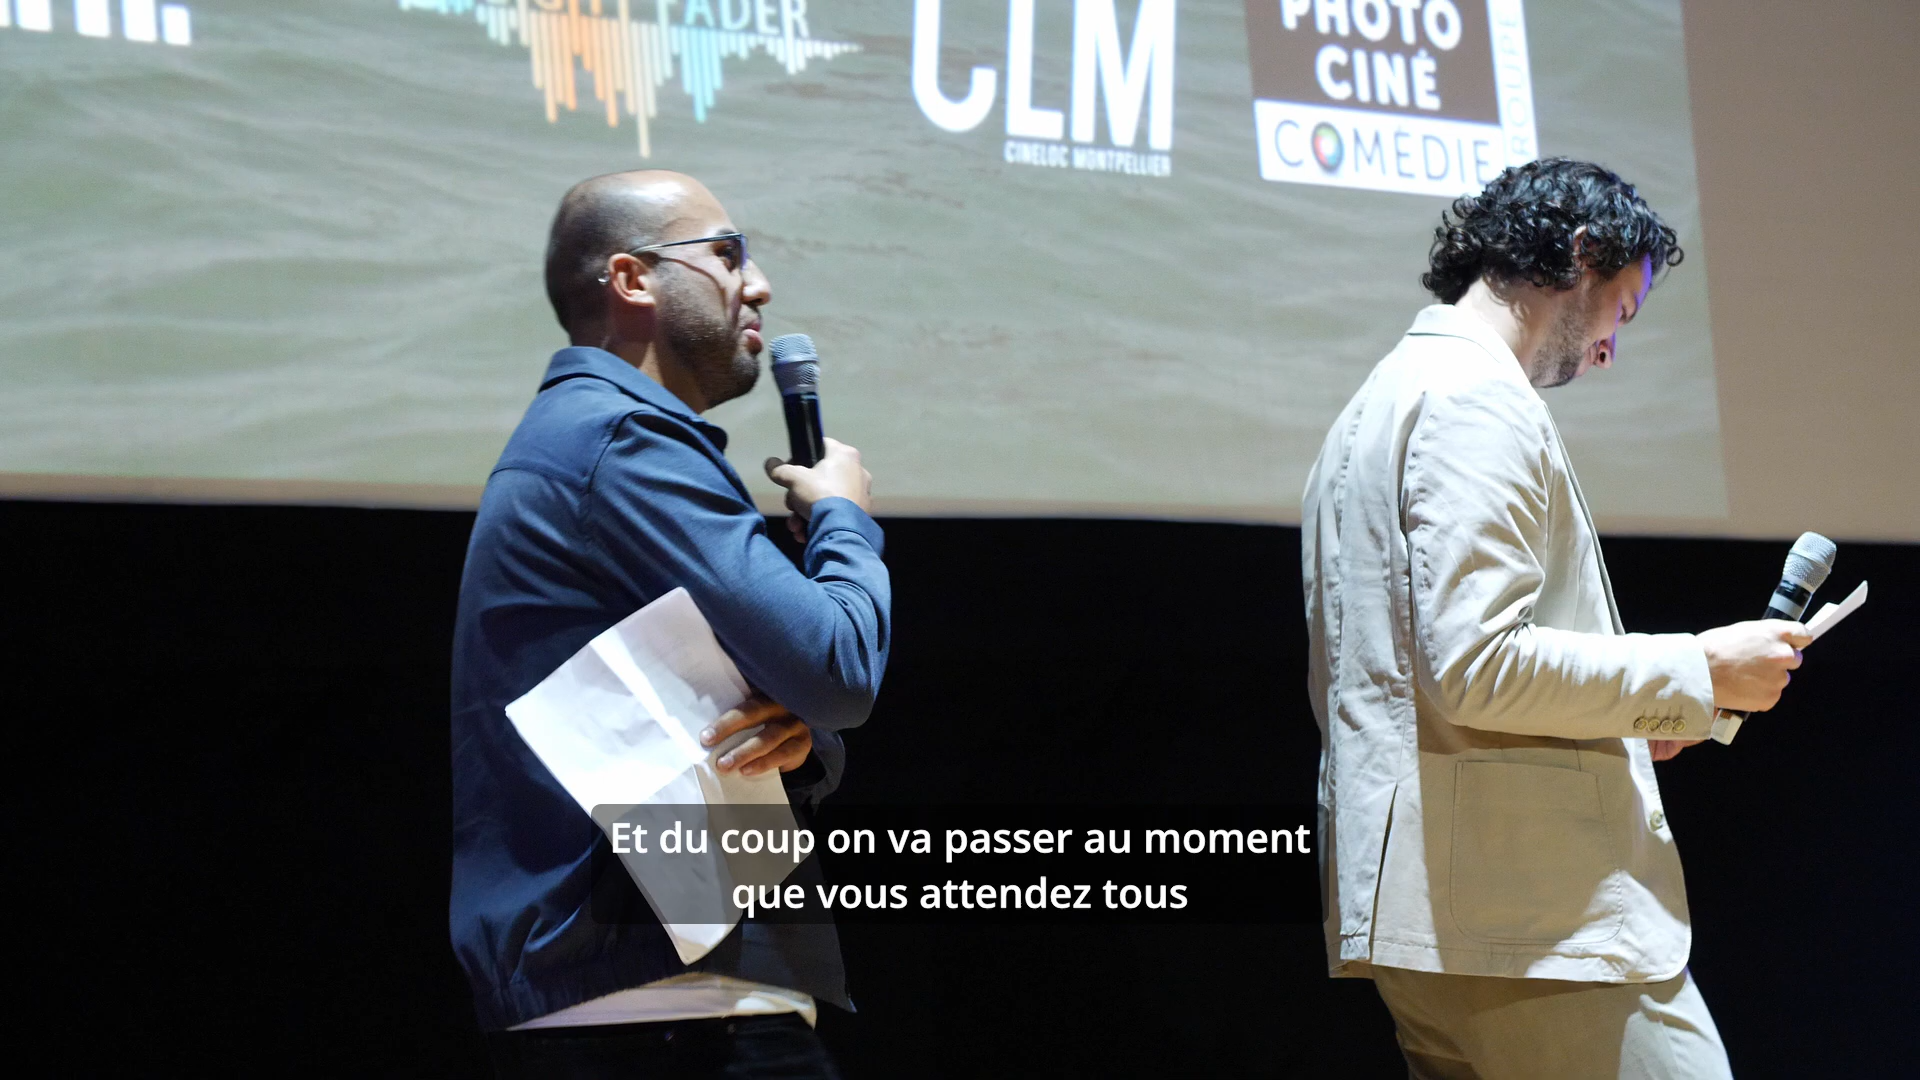 FADER
CLM
CINELOC MONTPELLIER
PHOTO
CINÉ
COMÉDIE
Et du coup on va passer au moment
que vous attendez tous